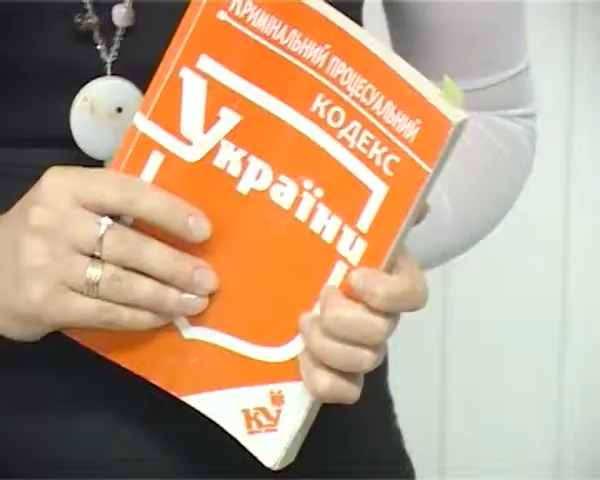 КРИМІНАЛЬНИЙ ПРОЦЕСУАЛЬНИЙ
КОДЕКС
України
КУ